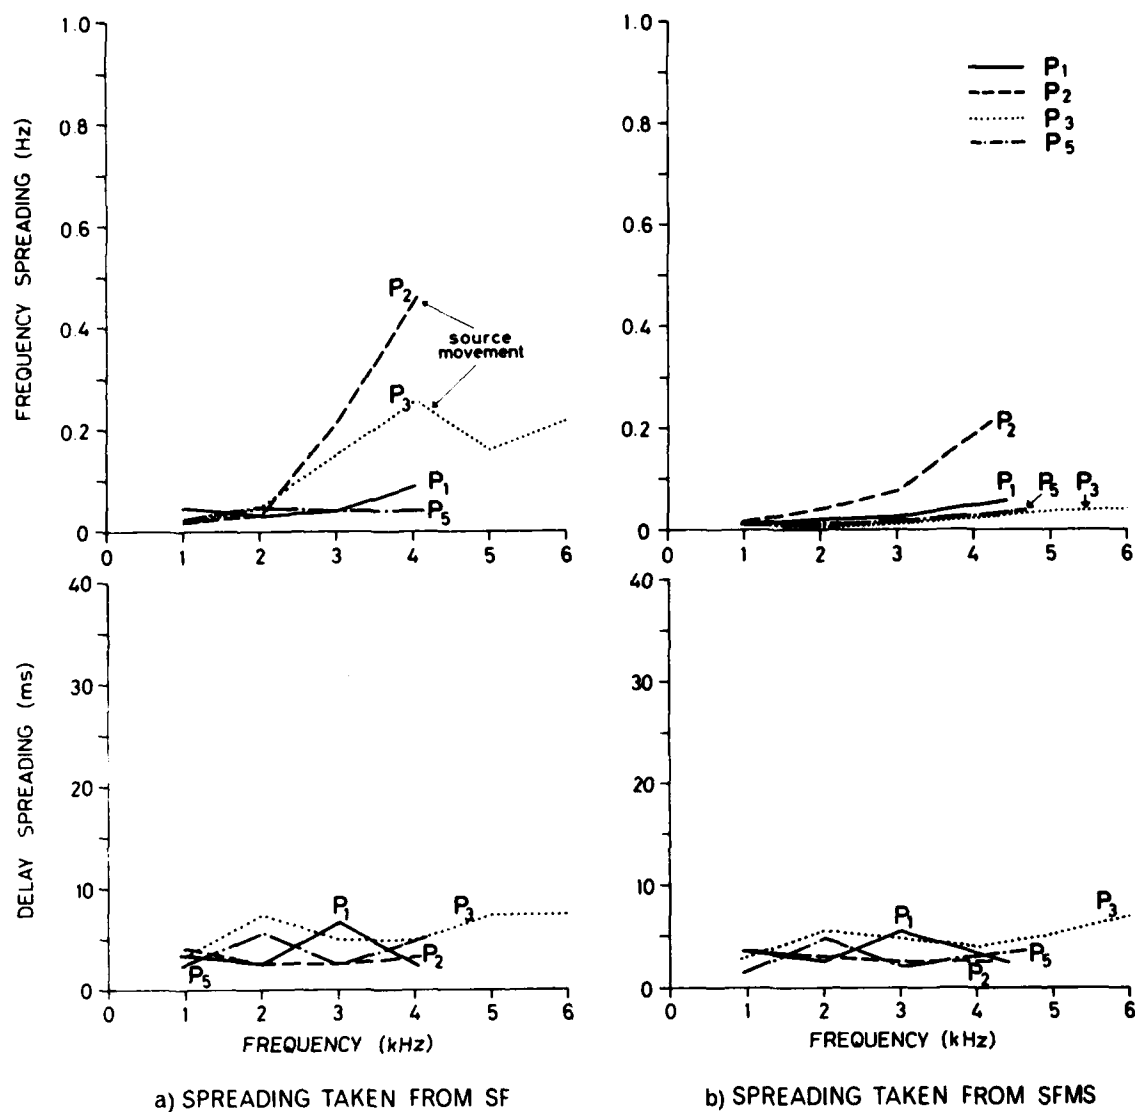 FREQUENCY SPREADING (Hz)
1.0
0.8
0.6
0.4
0.2
0
0 1 2 3 4 5 6
P2
source
movement
P3
P1
P5
1.0
0.8
0.6
0.4
0.2
0
0 1 2 3 4 5 6
P1
P2
P3
P5
P2
P1 P5 P3
DELAY SPREADING (ms)
40
30
20
10
0
0 1 2 3 4 5 6
P1 P3
P2
P5
FREQUENCY (kHz)
40
30
20
10
0
0 1 2 3 4 5 6
P3
P1
P5
P2
FREQUENCY (kHz)
a) SPREADING TAKEN FROM SF
b) SPREADING TAKEN FROM SFMS